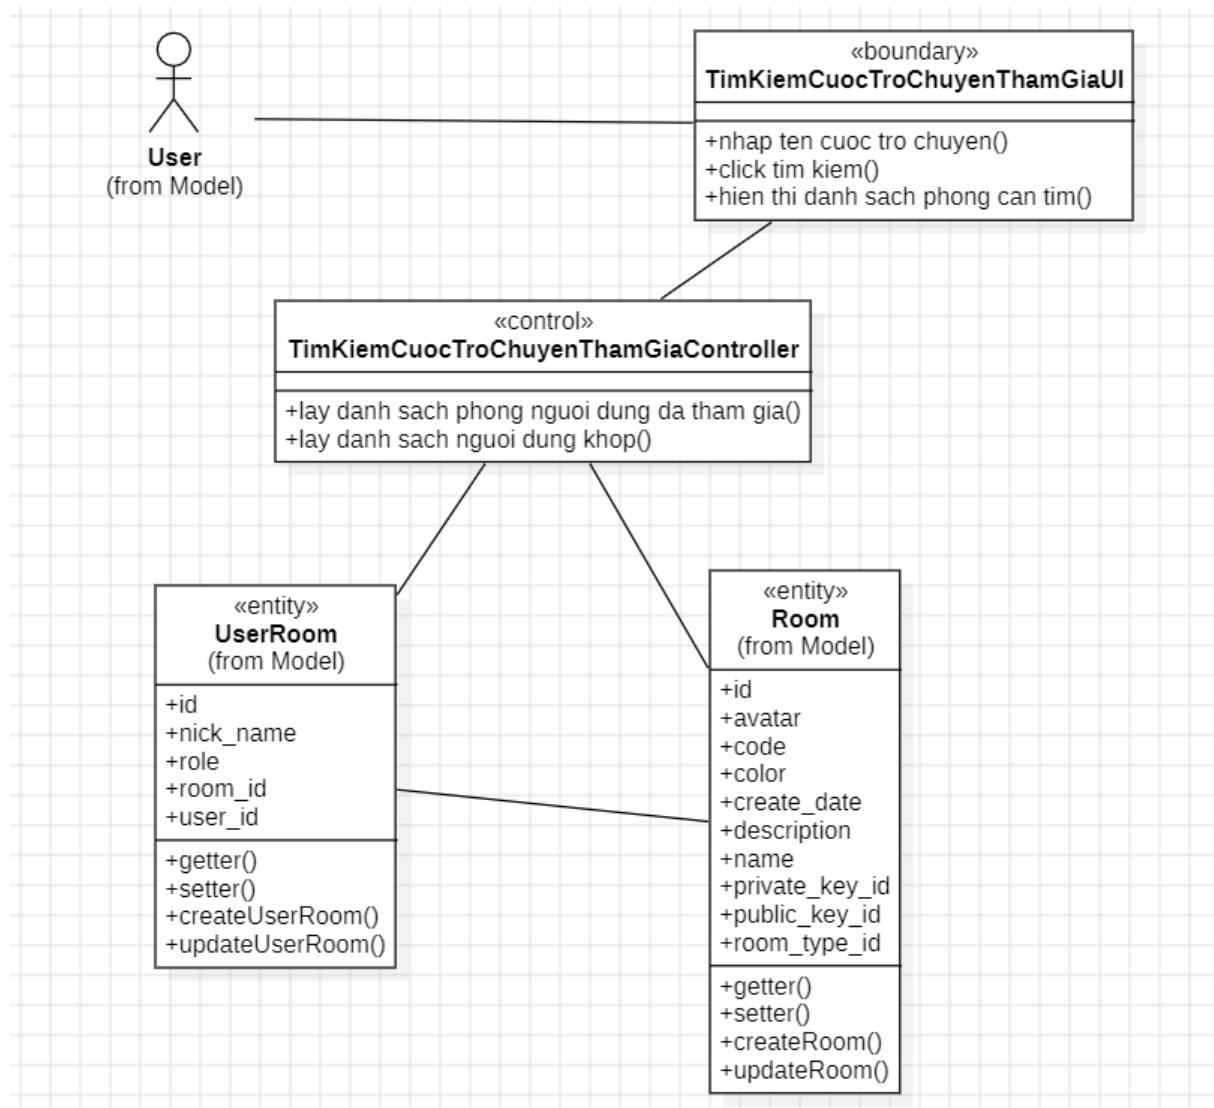 User
(from Model)
«boundary»
TimKiemCuocTroChuyenThamGiaUI
+nhap ten cuoc tro chuyen()
+click tim kiem()
+hien thi danh sach phong can tim()
«control»
TimKiemCuocTroChuyenThamGiaController
+lay danh sach phong nguoi dung da tham gia()
+lay danh sach nguoi dung khop()
«entity»
UserRoom
(from Model)
+id
+nick_name
+role
+room_id
+user_id
+getter()
+setter()
+createUserRoom()
+updateUserRoom()
«entity»
Room
(from Model)
+id
+avatar
+code
+color
+create_date
+description
+name
+private_key_id
+public_key_id
+room_type_id
+getter()
+setter()
+createRoom()
+updateRoom()